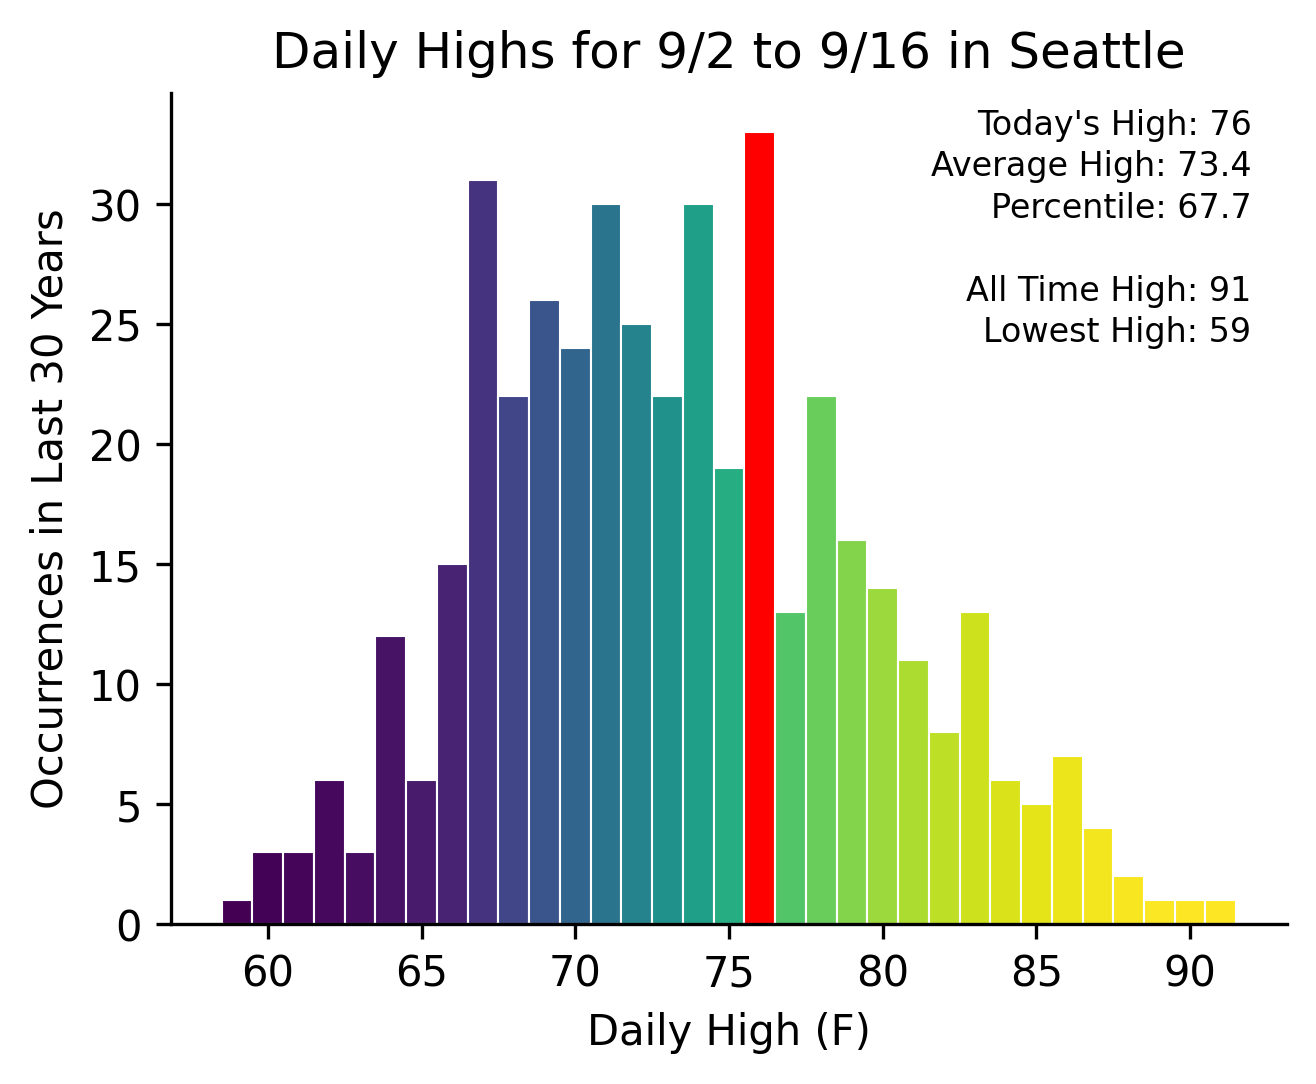 Daily Highs for 9/2 to 9/16 in Seattle
Today's High: 76
Average High: 73.4
Percentile: 67.7
All Time High: 91
Lowest High: 59
Occurrences in Last 30 Years
30
25
20
15
10
5
0
60 65 70 75 80 85 90
Daily High (F)